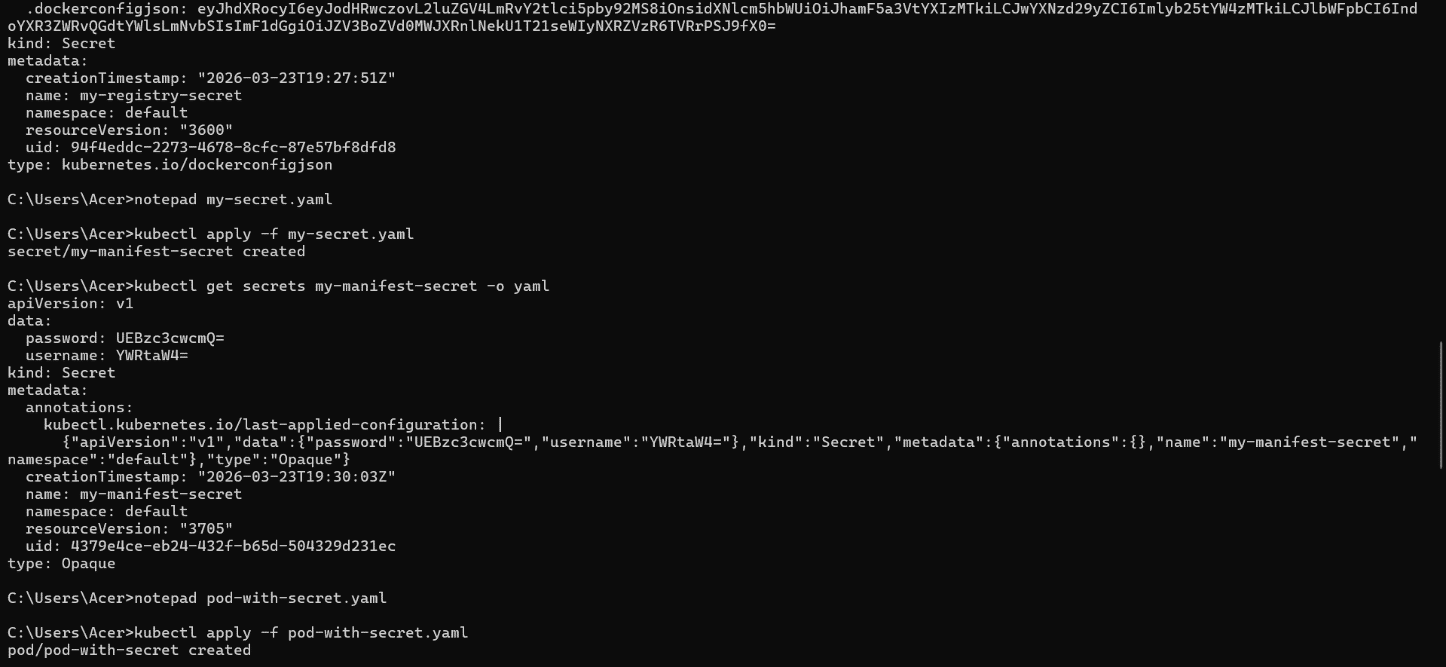 .dockerconfigjson: eyJhdXRocyI6eyJodHRwczovL2luZGV4LmRvY2tlci5pby92MS8iOnsidXNlcm5hbWUiOiJhamF5a3VtYXIzMTkiLCJwYXNzd29yZCI6Imlyb25tYW4zMTkiLCJlbWFpbCI6Ind
oYXR3ZWRvQGdtYWlsLmNvbSIsImF1dGgiOiJZV3BoZVd0MWJXRnlNekU1T21seWIyNXRZVzR6TVRrPSJ9fX0=
kind: Secret
metadata:
  creationTimestamp: "2026-03-23T19:27:51Z"
  name: my-registry-secret
  namespace: default
  resourceVersion: "3600"
  uid: 94f4eddc-2273-4678-8cfc-87e57bf8dfd8
type: kubernetes.io/dockerconfigjson
C:\Users\Acer>notepad my-secret.yaml
C:\Users\Acer>kubectl apply -f my-secret.yaml
secret/my-manifest-secret created
C:\Users\Acer>kubectl get secrets my-manifest-secret -o yaml
apiVersion: v1
data:
  password: UEBzc3cwcmQ=
  username: YWRtaW4=
kind: Secret
metadata:
  annotations:
    kubectl.kubernetes.io/last-applied-configuration: |
      {"apiVersion":"v1","data":{"password":"UEBzc3cwcmQ=","username":"YWRtaW4="},"kind":"Secret","metadata":{"annotations":{},"name":"my-manifest-secret","
namespace":"default"},"type":"Opaque"}
  creationTimestamp: "2026-03-23T19:30:03Z"
  name: my-manifest-secret
  namespace: default
  resourceVersion: "3705"
  uid: 4379e4ce-eb24-432f-b65d-504329d231ec
type: Opaque
C:\Users\Acer>notepad pod-with-secret.yaml
C:\Users\Acer>kubectl apply -f pod-with-secret.yaml
pod/pod-with-secret created